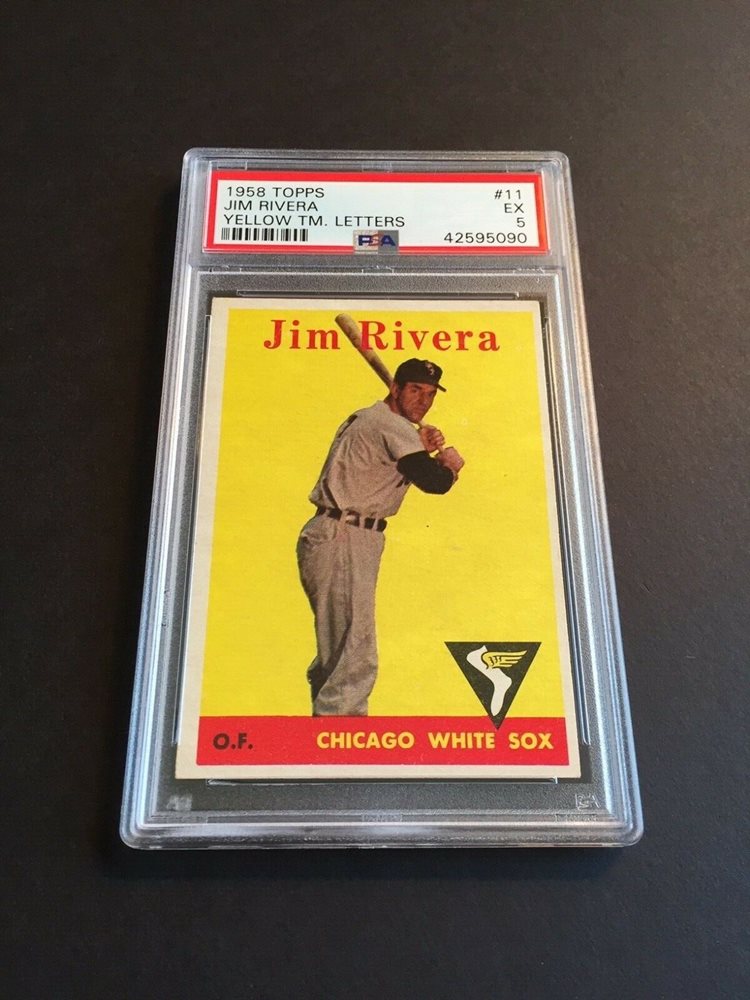 1958 TOPPS #11
JIM RIVERA EX
YELLOW TM. LETTERS 5
PSA 42595090
Jim Rivera
O.F. CHICAGO WHITE SOX